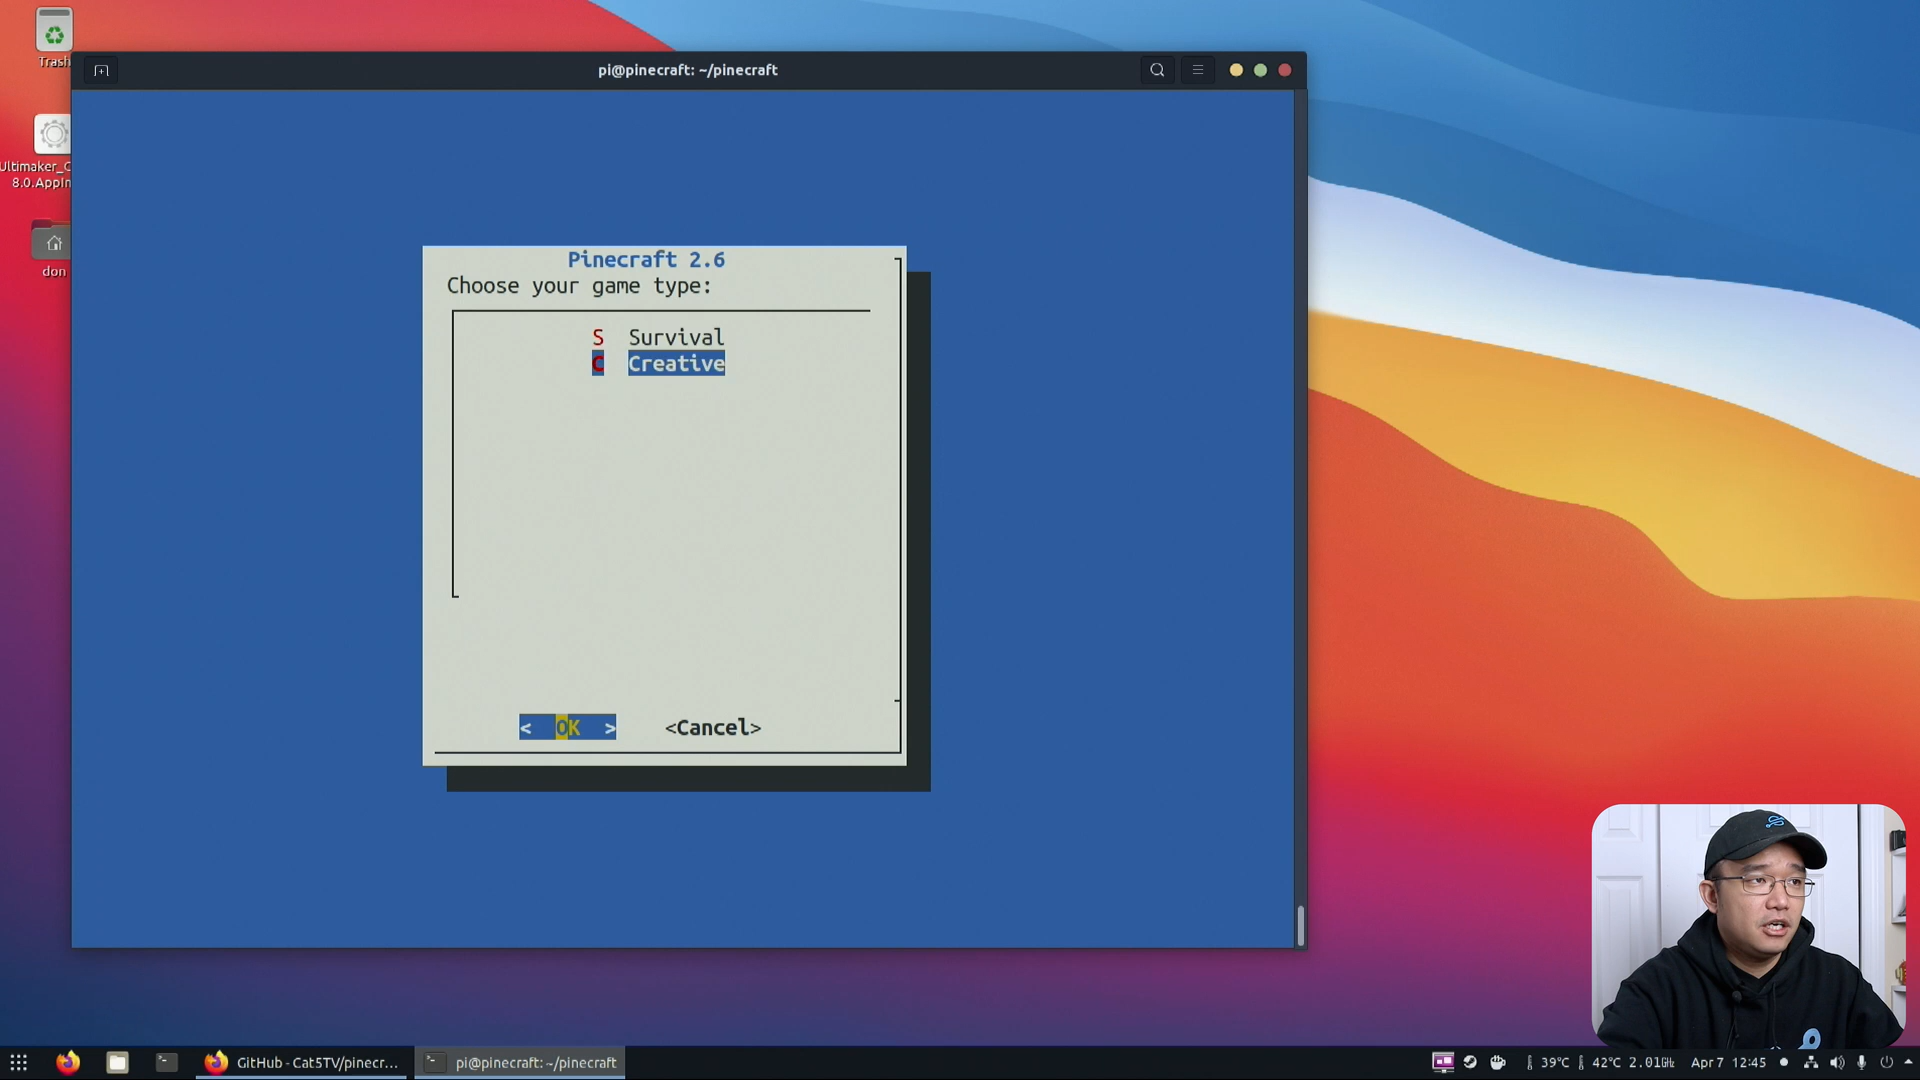 Trash
pi@pinecraft: ~/pinecraft
Ultimaker_C
8.0.AppIm
don
Pinecraft 2.6
Choose your game type:
S Survival
C Creative
< OK >
<Cancel>
GitHub - Cat5TV/pinecr...
pi@pinecraft: ~/pinecraft
39°C
42°C 2.01GHz
Apr 7 12:45